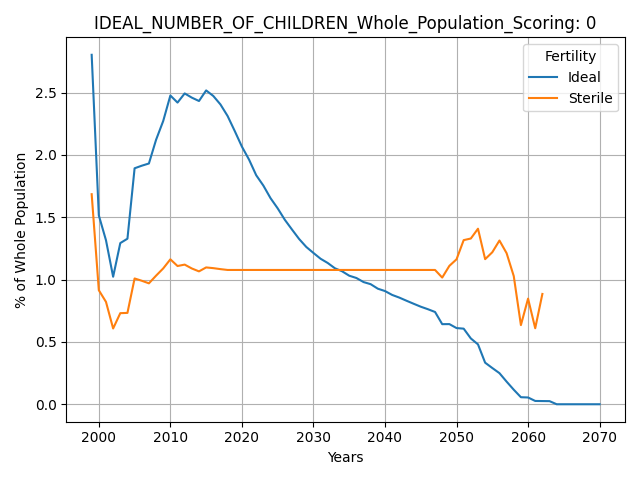 IDEAL_NUMBER_OF_CHILDREN_Whole_Population_Scoring: 0
Fertility
Ideal
Sterile
% of Whole Population
2.5
2.0
1.5
1.0
0.5
0.0
2000 2010 2020 2030 2040 2050 2060 2070
Years